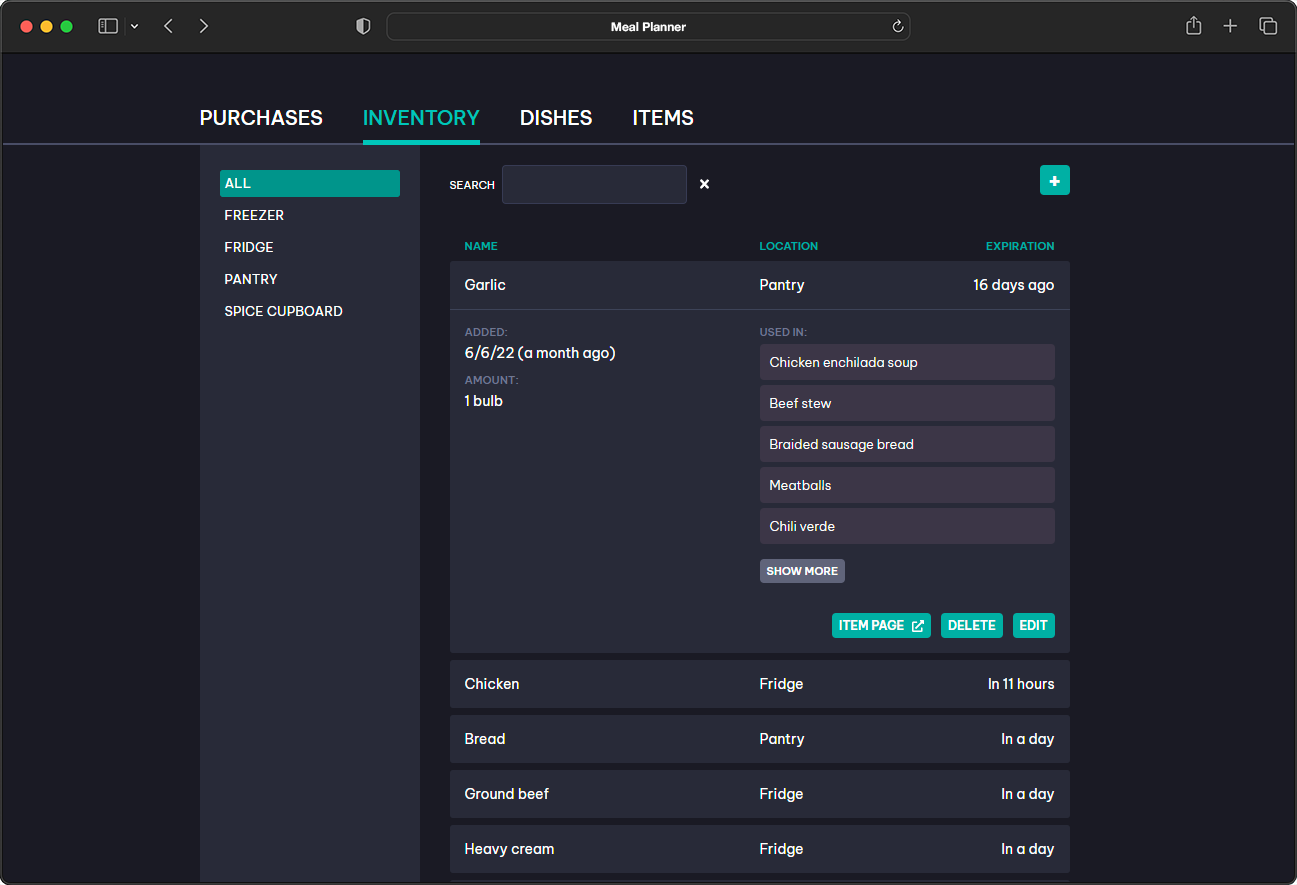 Meal Planner
PURCHASES INVENTORY DISHES ITEMS
ALL
FREEZER
FRIDGE
PANTRY
SPICE CUPBOARD
SEARCH
NAME LOCATION EXPIRATION
Garlic Pantry 16 days ago
ADDED:
6/6/22 (a month ago)
AMOUNT:
1 bulb
USED IN:
Chicken enchilada soup
Beef stew
Braided sausage bread
Meatballs
Chili verde
SHOW MORE
ITEM PAGE DELETE EDIT
Chicken Fridge In 11 hours
Bread Pantry In a day
Ground beef Fridge In a day
Heavy cream Fridge In a day